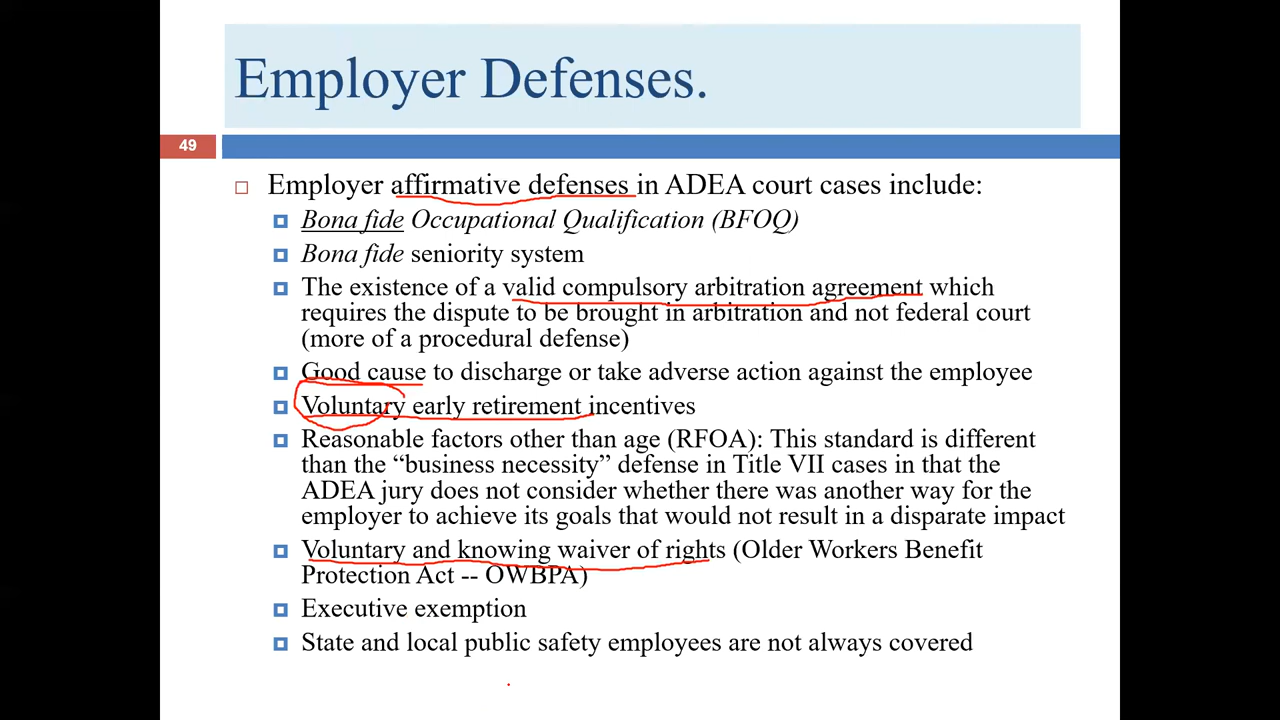 Employer Defenses.
49
Employer affirmative defenses in ADEA court cases include:
Bona fide Occupational Qualification (BFOQ)
Bona fide seniority system
The existence of a valid compulsory arbitration agreement which
requires the dispute to be brought in arbitration and not federal court
(more of a procedural defense)
Good cause to discharge or take adverse action against the employee
Voluntary early retirement incentives
Reasonable factors other than age (RFOA): This standard is different
than the “business necessity” defense in Title VII cases in that the
ADEA jury does not consider whether there was another way for the
employer to achieve its goals that would not result in a disparate impact
Voluntary and knowing waiver of rights (Older Workers Benefit
Protection Act -- OWBPA)
Executive exemption
State and local public safety employees are not always covered